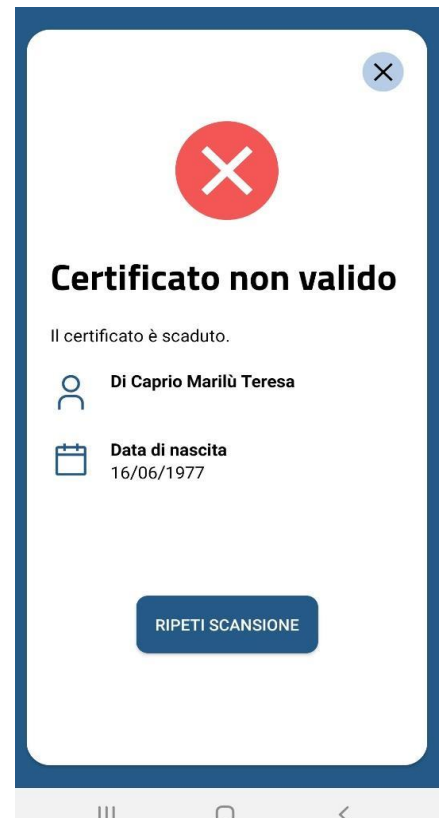 Certificato non valido
Il certificato è scaduto.
Di Caprio Marilù Teresa
Data di nascita
16/06/1977
RIPETI SCANSIONE